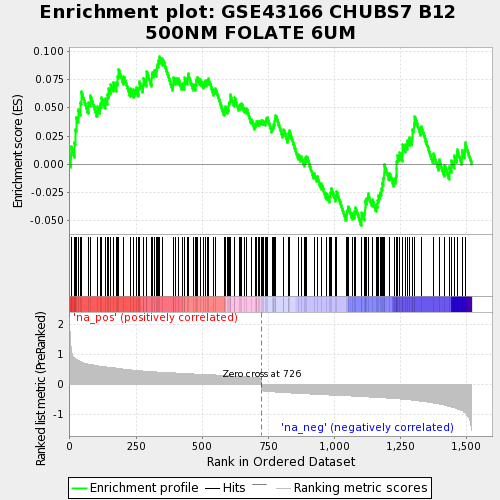 Enrichment plot: GSE43166 CHUBS7 B12
500NM FOLATE 6UM
Enrichment score (ES)
0.100
0.075
0.050
0.025
0.000
-0.025
-0.050
'na_pos' (positively correlated)
Ranked list metric (PreRanked)
2
1
0
-1
Zero cross at 726
'na_neg' (negatively correlated)
0
250
500
750
1,000
1,250
1,500
Rank in Ordered Dataset
Enrichment profile
Hits
Ranking metric scores